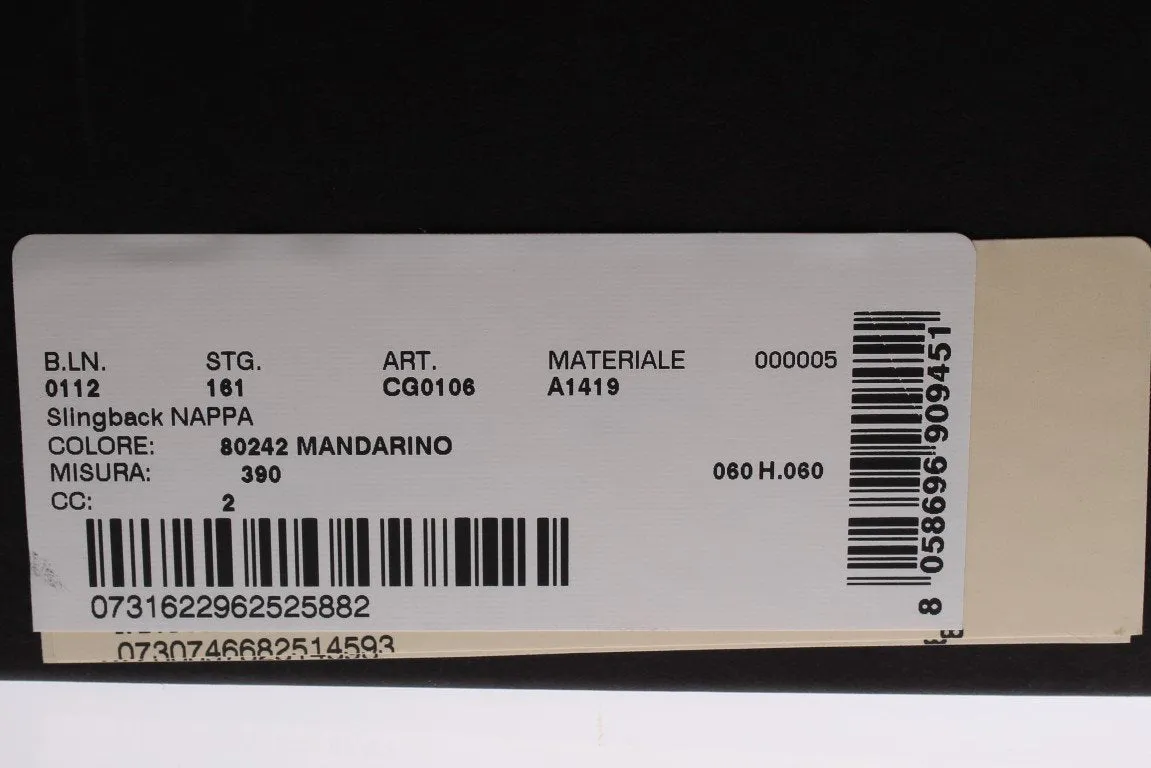 B.LN. STG. ART. MATERIALE 000005
0112 161 CG0106 A1419
Slingback NAPPA
COLORE: 80242 MANDARINO
MISURA: 390 060 H.060
CC: 2
0731622962525882
0730746682514593
8 058696 909451